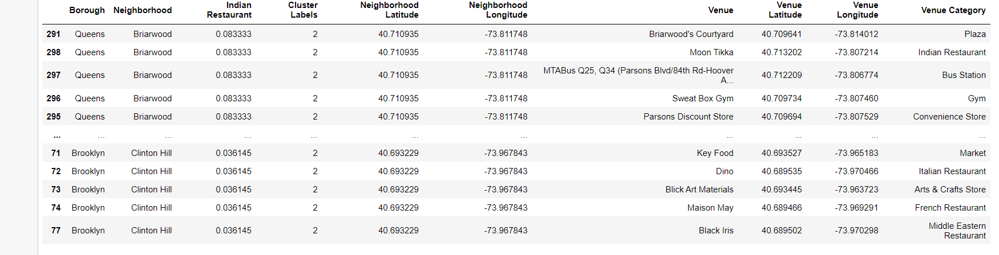 Borough Neighborhood Indian Restaurant Cluster Labels Neighborhood Latitude Neighborhood Longitude Venue Venue Latitude Venue Longitude Venue Category
291 Queens Briarwood 0.083333 2 40.710935 -73.811748 Briarwood's Courtyard 40.709641 -73.814012 Plaza
298 Queens Briarwood 0.083333 2 40.710935 -73.811748 Moon Tikka 40.713202 -73.807214 Indian Restaurant
297 Queens Briarwood 0.083333 2 40.710935 -73.811748 MTABus Q25, Q34 (Parsons Blvd/84th Rd-Hoover A... 40.712209 -73.806774 Bus Station
296 Queens Briarwood 0.083333 2 40.710935 -73.811748 Sweat Box Gym 40.709734 -73.807460 Gym
295 Queens Briarwood 0.083333 2 40.710935 -73.811748 Parsons Discount Store 40.709694 -73.807529 Convenience Store
... ... ... ... ... ... ... ... ... ... ...
71 Brooklyn Clinton Hill 0.036145 2 40.693229 -73.967843 Key Food 40.693527 -73.965183 Market
72 Brooklyn Clinton Hill 0.036145 2 40.693229 -73.967843 Dino 40.689535 -73.970466 Italian Restaurant
73 Brooklyn Clinton Hill 0.036145 2 40.693229 -73.967843 Blick Art Materials 40.693445 -73.963723 Arts & Crafts Store
74 Brooklyn Clinton Hill 0.036145 2 40.693229 -73.967843 Maison May 40.689466 -73.969291 French Restaurant
77 Brooklyn Clinton Hill 0.036145 2 40.693229 -73.967843 Black Iris 40.689502 -73.970298 Middle Eastern Restaurant